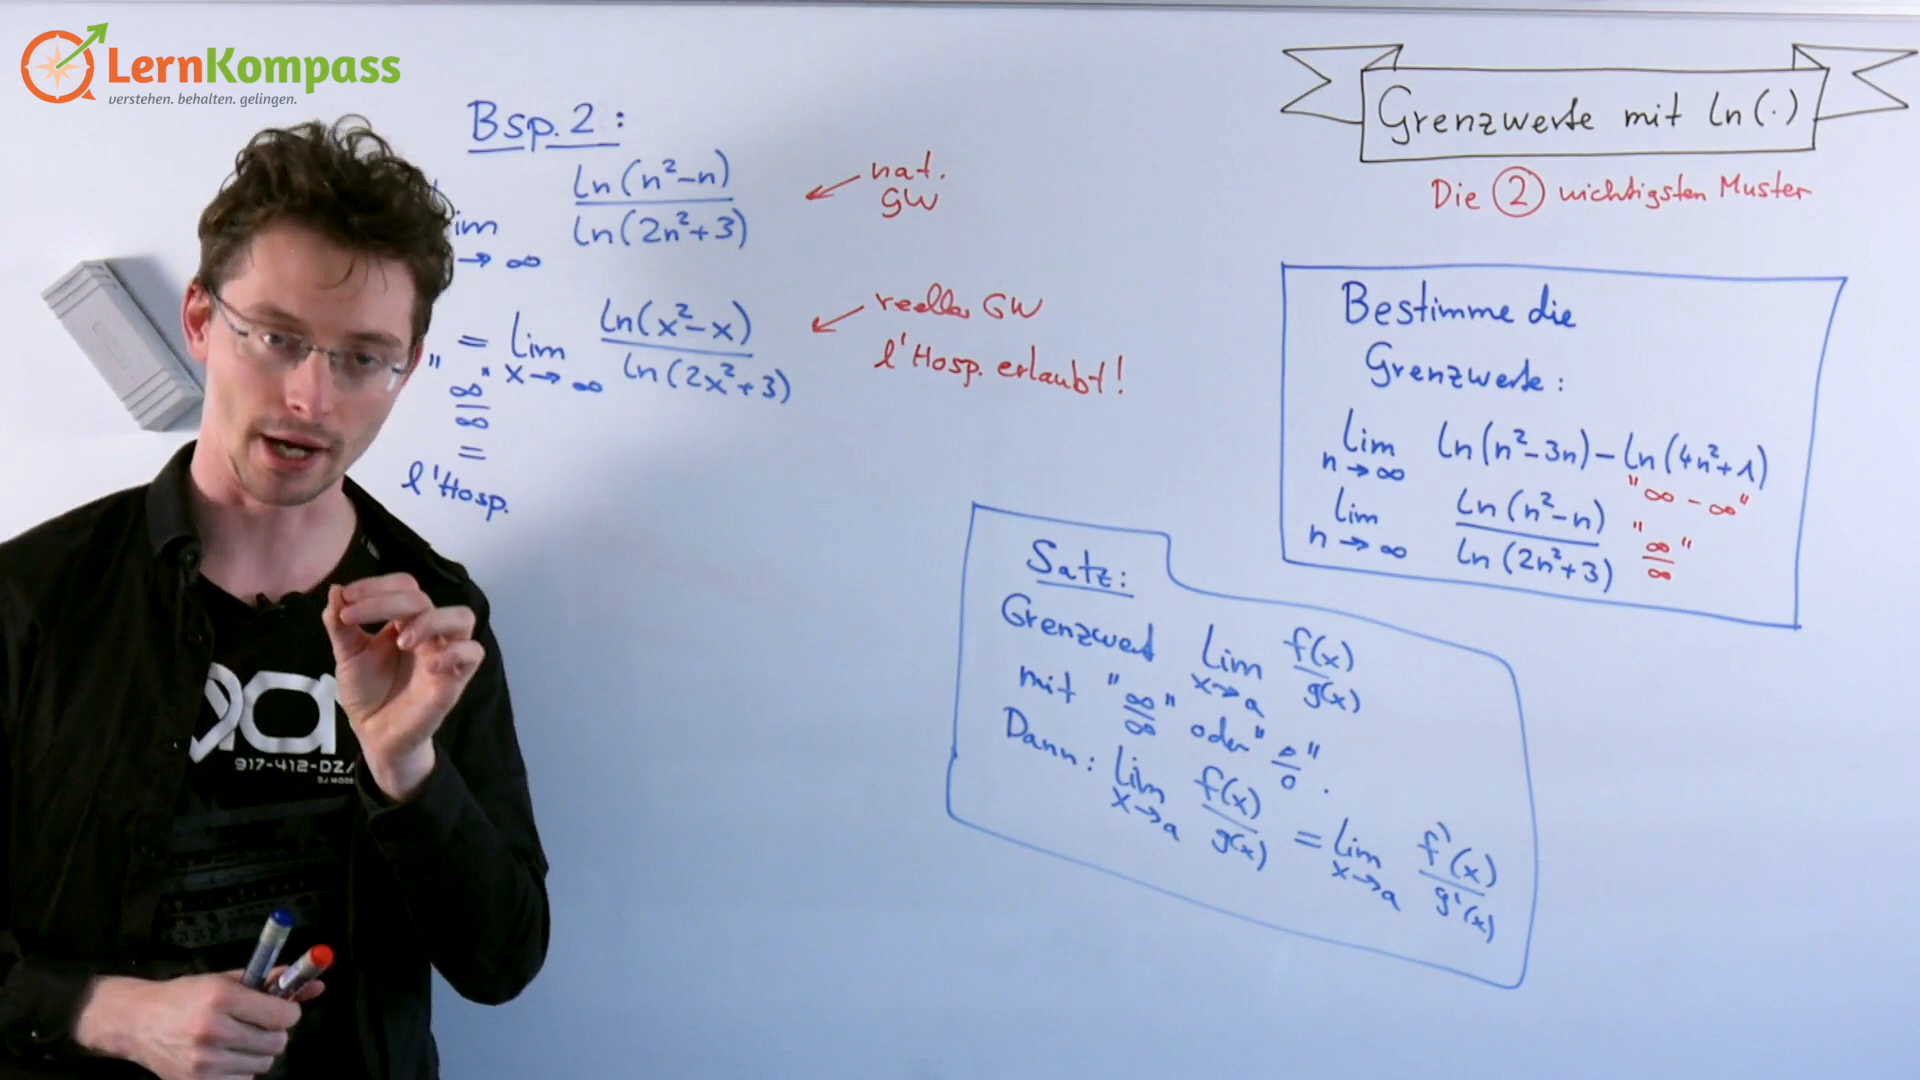 LernKompass
verstehen. behalten. gelingen.
Bsp. 2:
im ln(n²-n) / ln(2n²+3)
→ ∞
nat.
GW
= lim ln(x²-x) / ln(2x²+3)
x→∞
"∞/∞"
=
l'Hosp.
reeller GW
l'Hosp. erlaubt!
Grenzwerte mit ln(·)
Die 2 wichtigsten Muster
Bestimme die
Grenzwerte:
lim ln(n²-3n) - ln(4n²+1)
n→∞
"∞ - ∞"
lim ln(n²-n) / ln(2n²+3)
n→∞
"∞/∞"
Satz:
Grenzwert lim f(x)/g(x)
x→a
mit "∞/∞" oder "0/0".
Dann: lim f(x)/g(x) = lim f'(x)/g'(x)
x→a x→a
917-412-DZ/